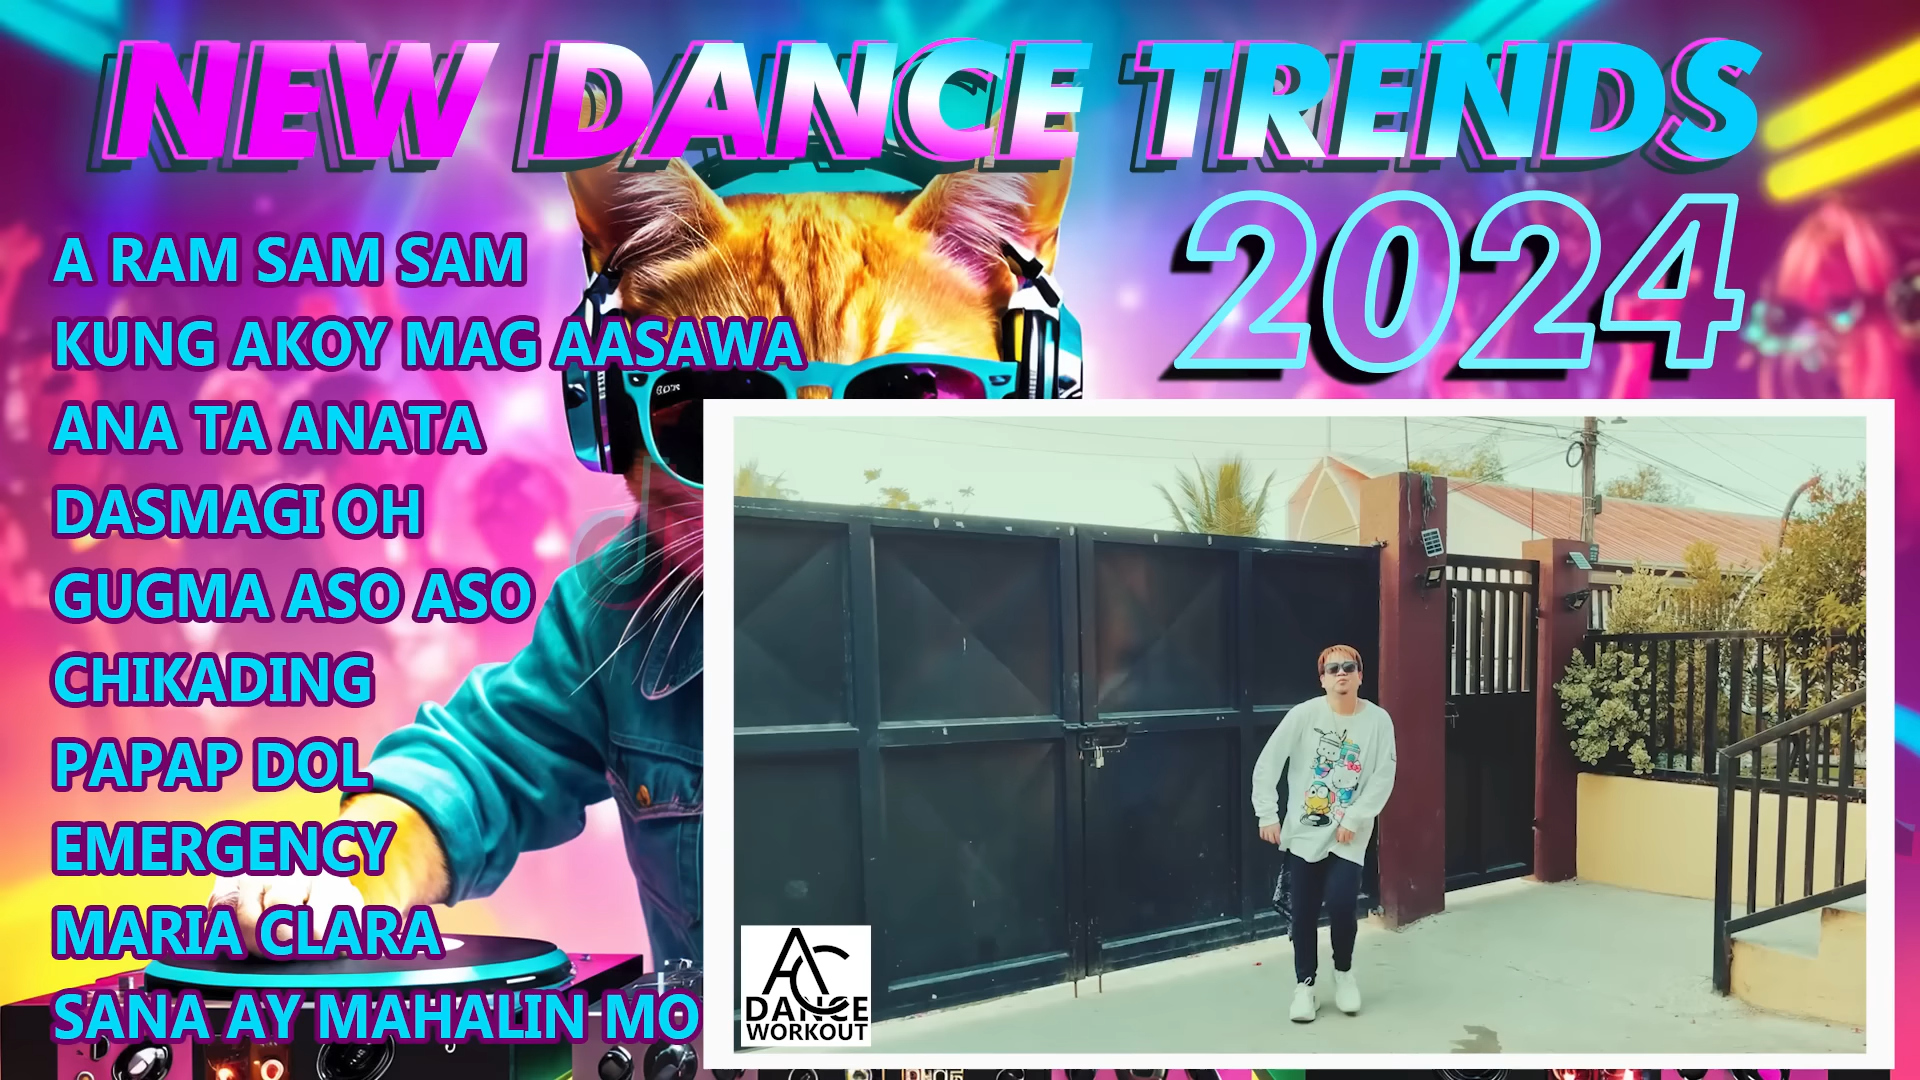 NEW DANCE TRENDS
2024
A RAM SAM SAM
KUNG AKOY MAG AASAWA
ANA TA ANATA
DASMAGI OH
GUGMA ASO ASO
CHIKADING
PAPAP DOL
EMERGENCY
MARIA CLARA
SANA AY MAHALIN MO
AC
DANCE
WORKOUT